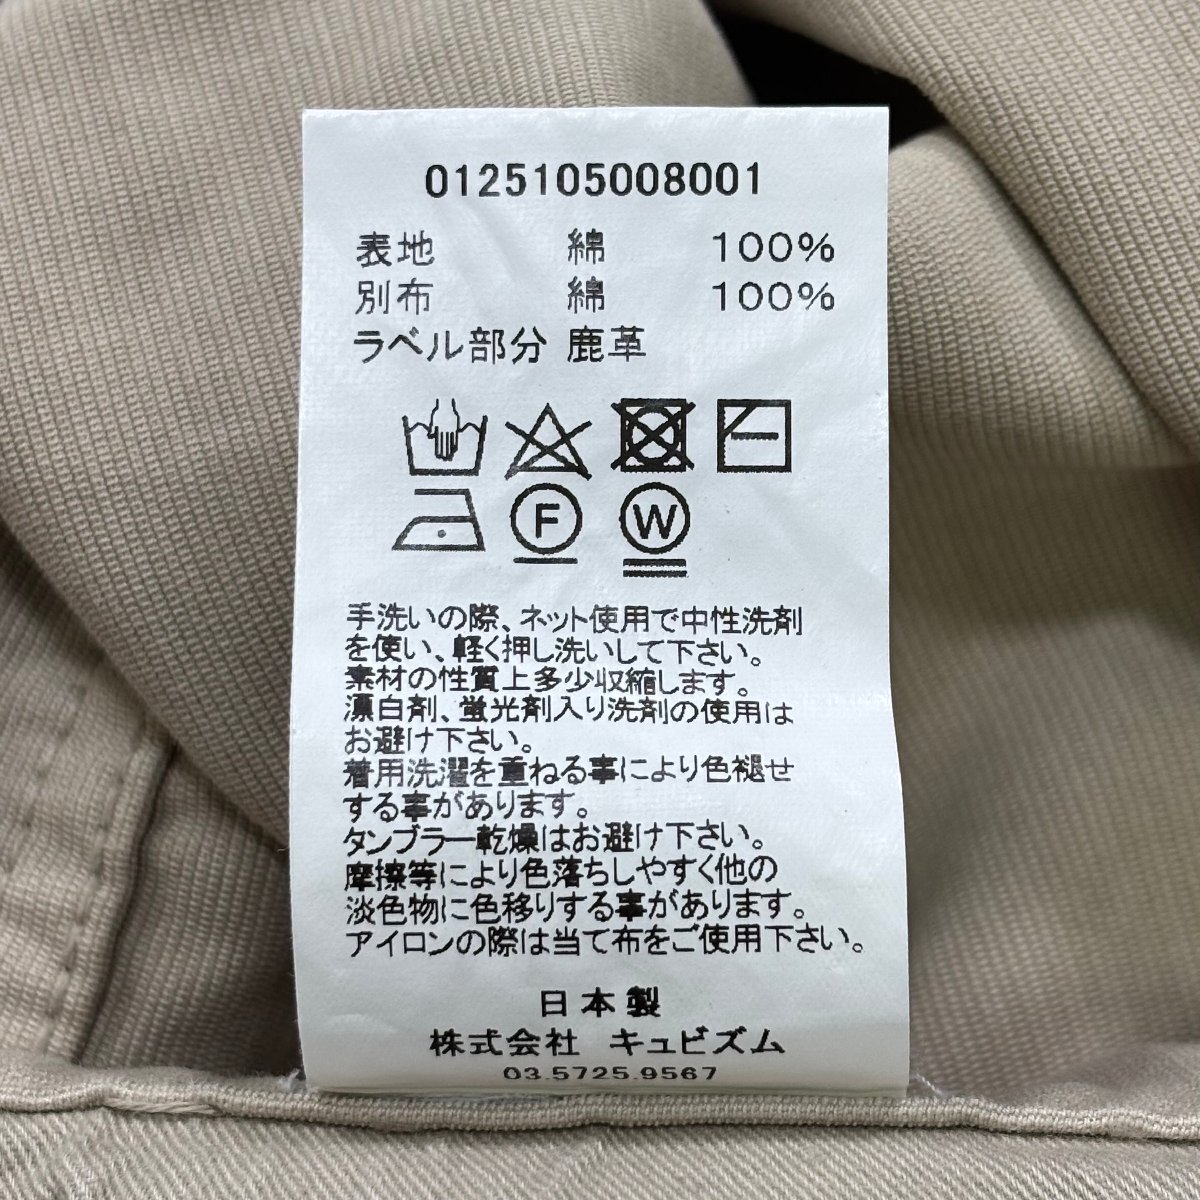 0125105008001
表地 綿 100%
別布 綿 100%
ラベル部分 鹿革
F W
手洗いの際、ネット使用で中性洗剤
を使い、軽く押し洗いして下さい。
素材の性質上多少収縮します。
漂白剤、蛍光剤入り洗剤の使用は
お避け下さい。
着用洗濯を重ねる事により色褪せ
する事があります。
タンブラー乾燥はお避け下さい。
摩擦等により色落ちしやすく他の
淡色物に色移りする事があります。
アイロンの際は当て布をご使用下さい。
日本製
株式会社 キュビズム
03.5725.9567